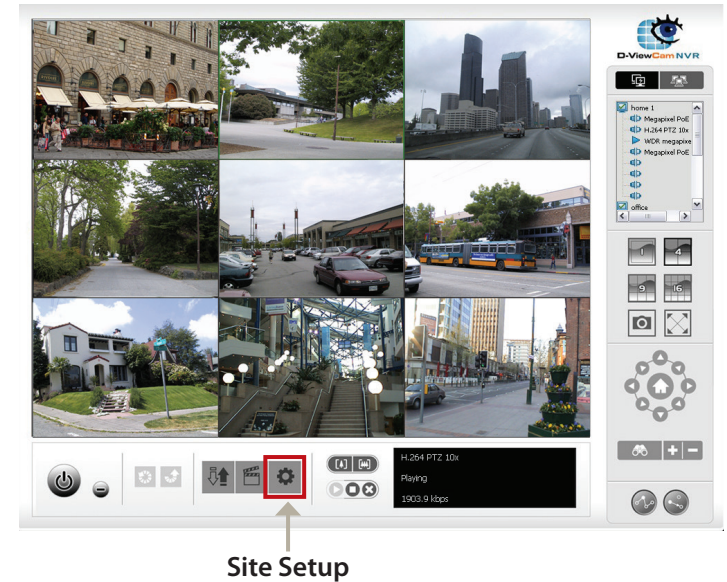 D-ViewCam NVR
home 1
Megapixel PoE
H.264 PTZ 10x
WDR megapixe
Megapixel PoE
office
1
4
9
16
H.264 PTZ 10x
Playing
1903.9 kbps
Site Setup